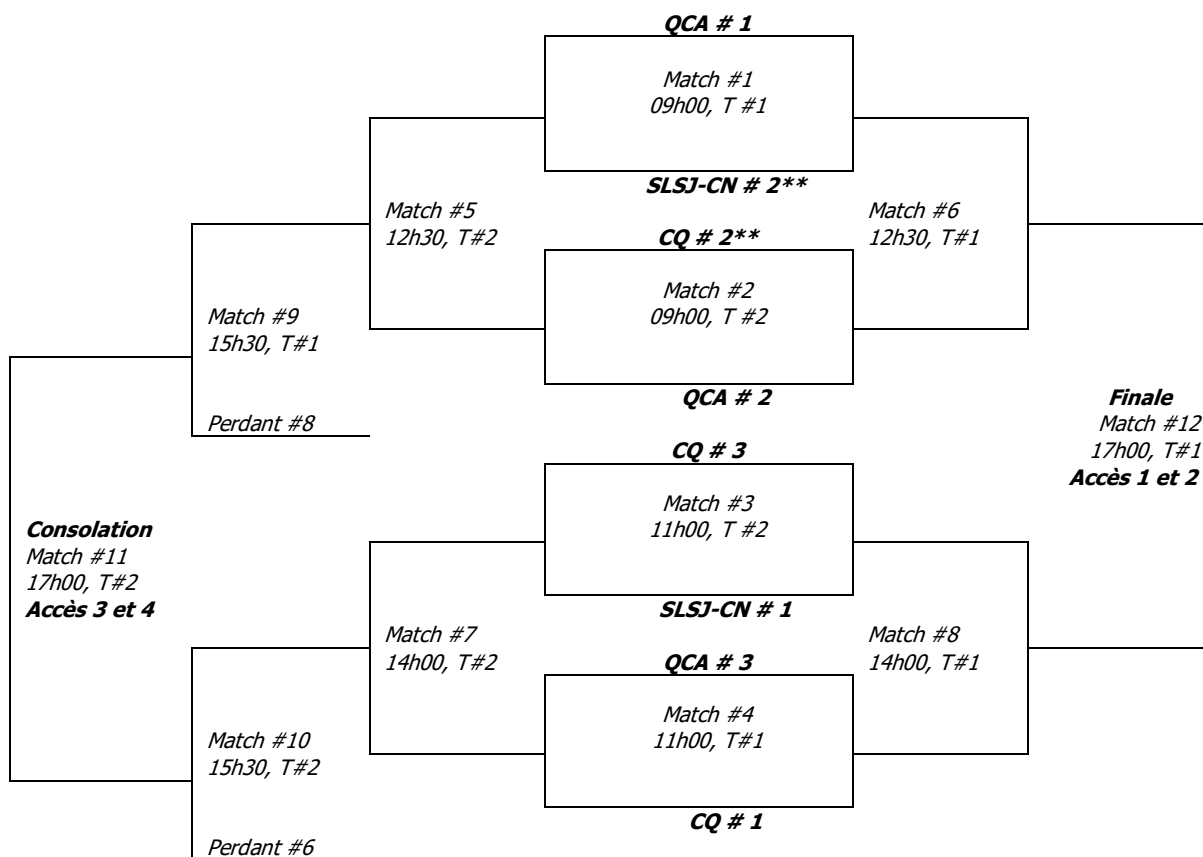 QCA # 1
Match #1
09h00, T #1
SLSJ-CN # 2**
Match #5
12h30, T#2
Match #6
12h30, T#1
CQ # 2**
Match #2
09h00, T #2
QCA # 2
Match #9
15h30, T#1
Perdant #8
Finale
Match #12
17h00, T#1
Accès 1 et 2
CQ # 3
Match #3
11h00, T #2
SLSJ-CN # 1
Consolation
Match #11
17h00, T#2
Accès 3 et 4
Match #7
14h00, T#2
Match #8
14h00, T#1
QCA # 3
Match #4
11h00, T#1
CQ # 1
Match #10
15h30, T#2
Perdant #6